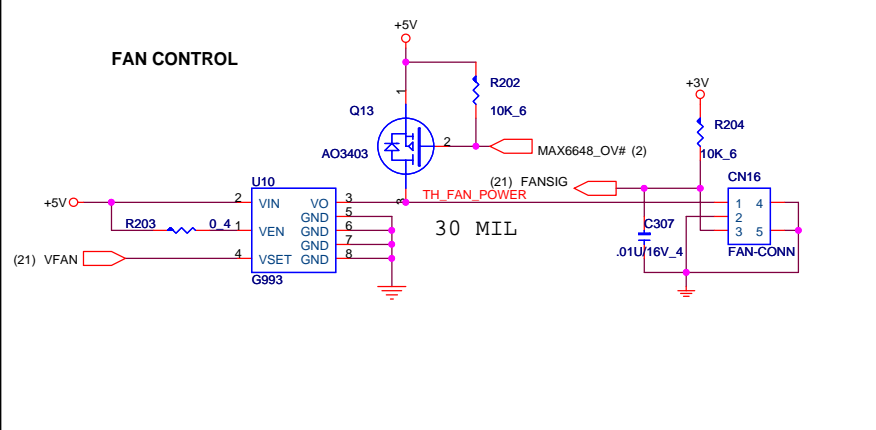 +5V
FAN CONTROL
R202
+3V
1
Q13
10K_6
R204
2
MAX6648_OV# (2)
AO3403
10K_6
(21) FANSIG
CN16
U10
TH_FAN_POWER
+5V
2
VIN
VO
3
3
1
4
GND
5
2
R203
0_4
1
VEN
GND
6
30 MIL
C307
3
5
GND
7
(21) VFAN
4
VSET
GND
8
.01U/16V_4
FAN-CONN
G993